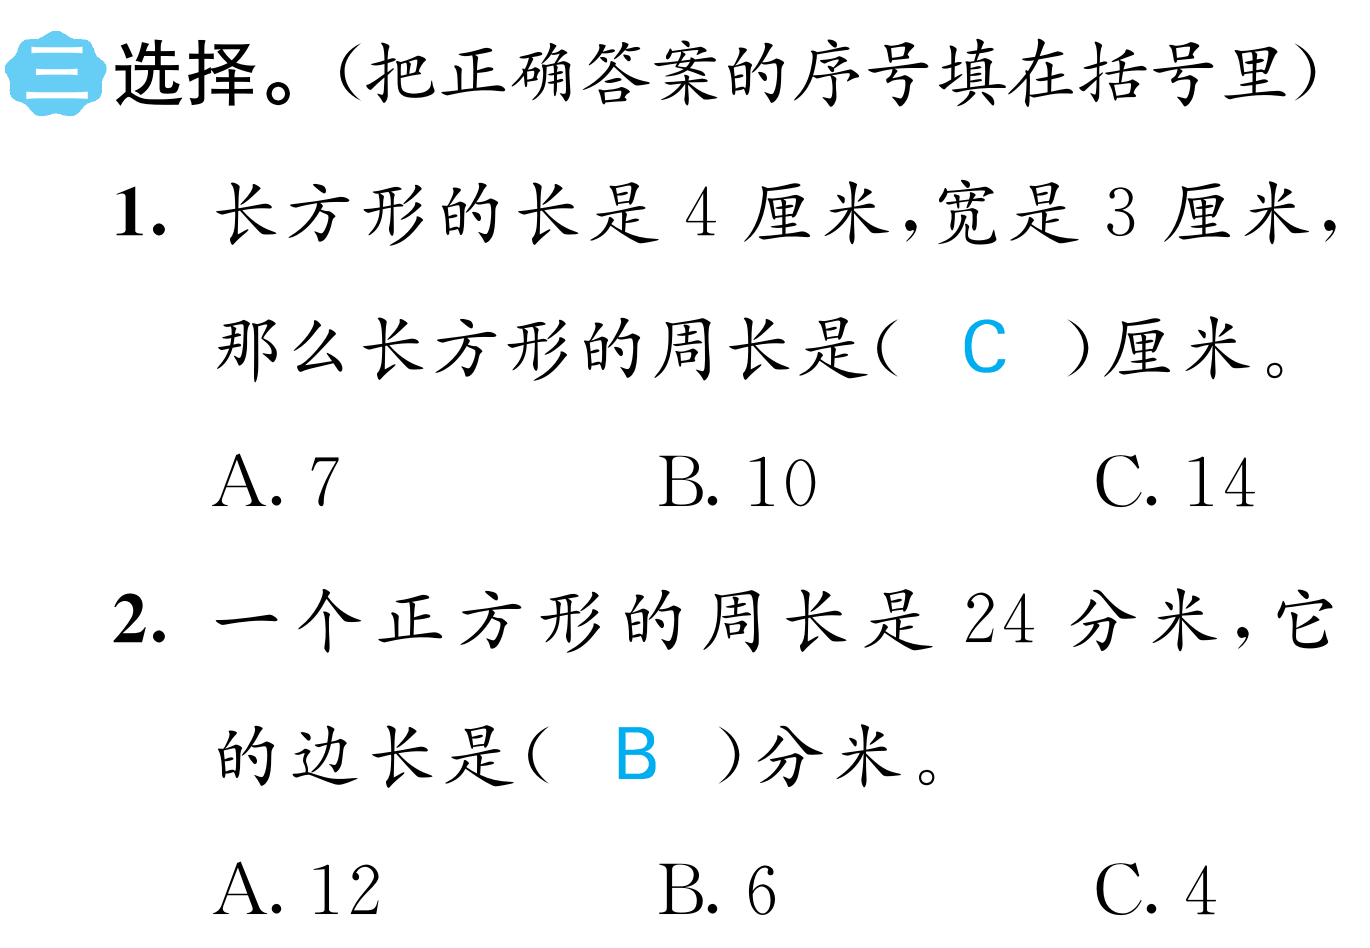 三 选择。(把正确答案的序号填在括号里)
1. 长方形的长是 4 厘米,宽是 3 厘米,
那么长方形的周长是( C )厘米。
A. 7 B. 10 C. 14
2. 一个正方形的周长是 24 分米,它
的边长是( B )分米。
A. 12 B. 6 C. 4